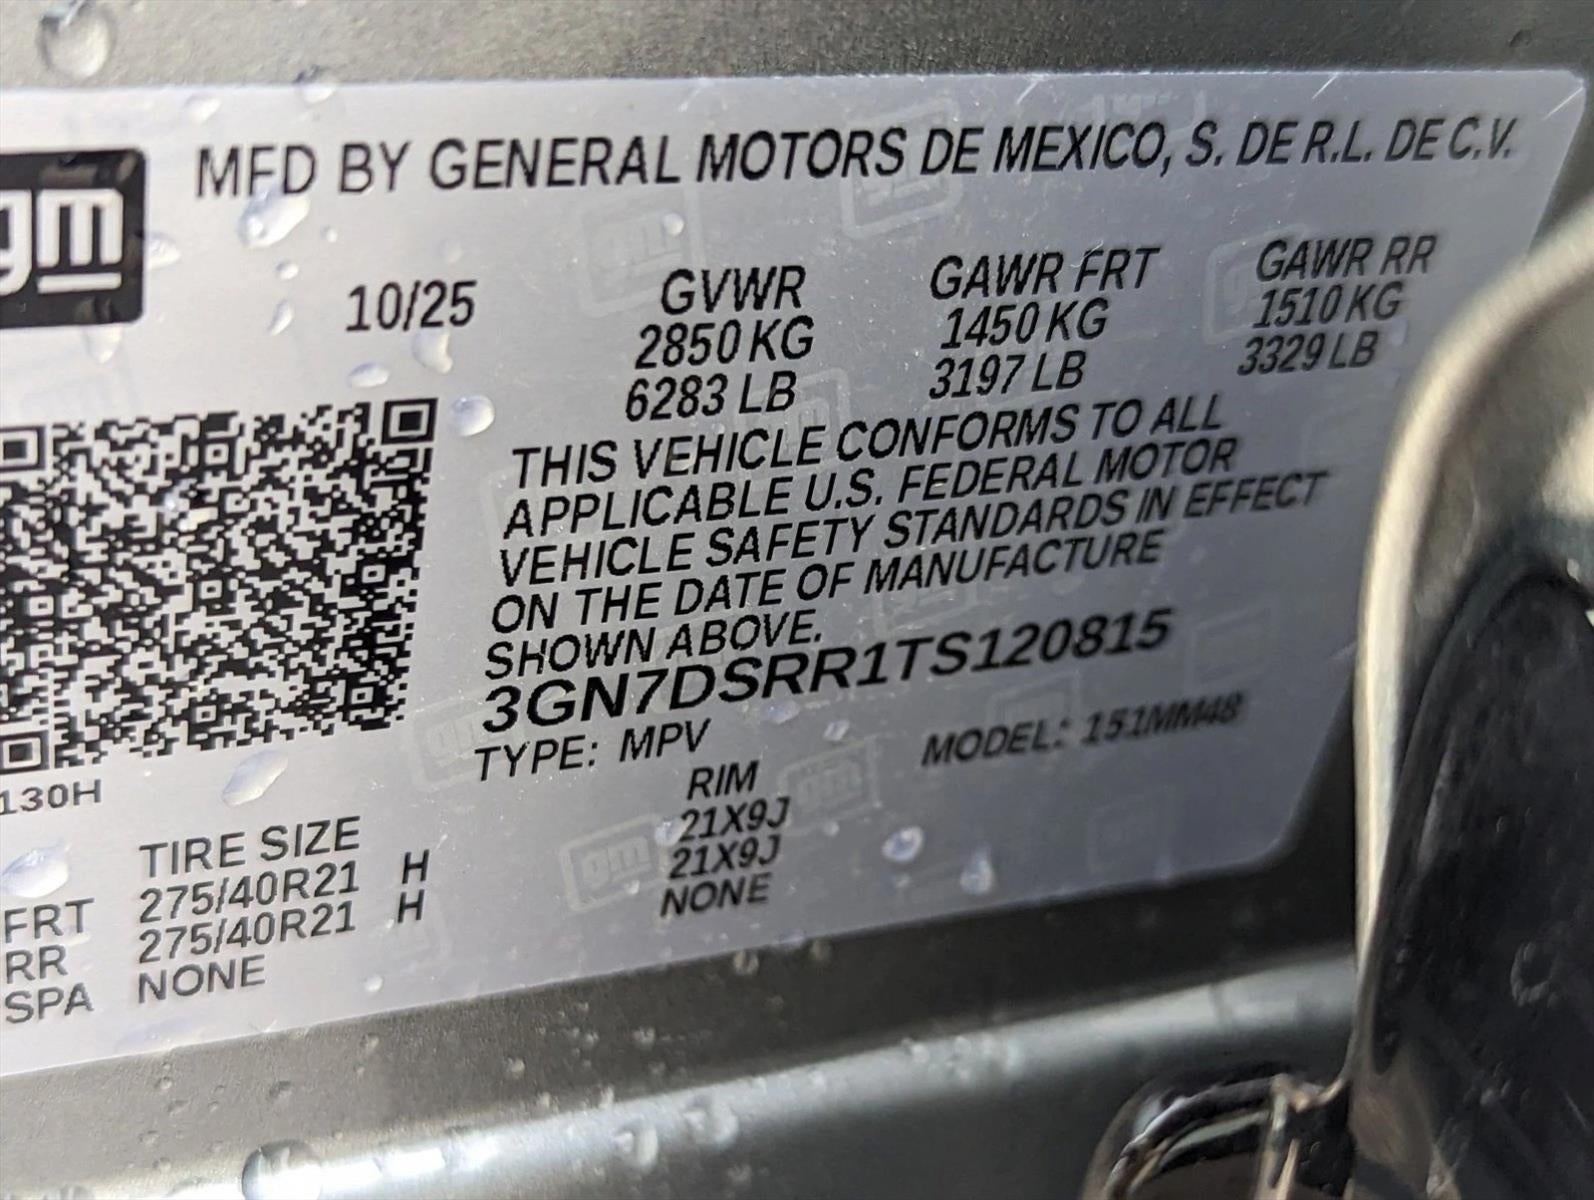 gm
MFD BY GENERAL MOTORS DE MEXICO, S. DE R.L. DE C.V.
10/25 GVWR GAWR FRT GAWR RR
2850 KG 1450 KG 1510 KG
6283 LB 3197 LB 3329 LB
THIS VEHICLE CONFORMS TO ALL
APPLICABLE U.S. FEDERAL MOTOR
VEHICLE SAFETY STANDARDS IN EFFECT
ON THE DATE OF MANUFACTURE
SHOWN ABOVE.
3GN7DSRR1TS120815
TYPE: MPV MODEL: 151MM48
130H
TIRE SIZE RIM
FRT 275/40R21 H 21X9J
RR 275/40R21 H 21X9J
SPA NONE NONE